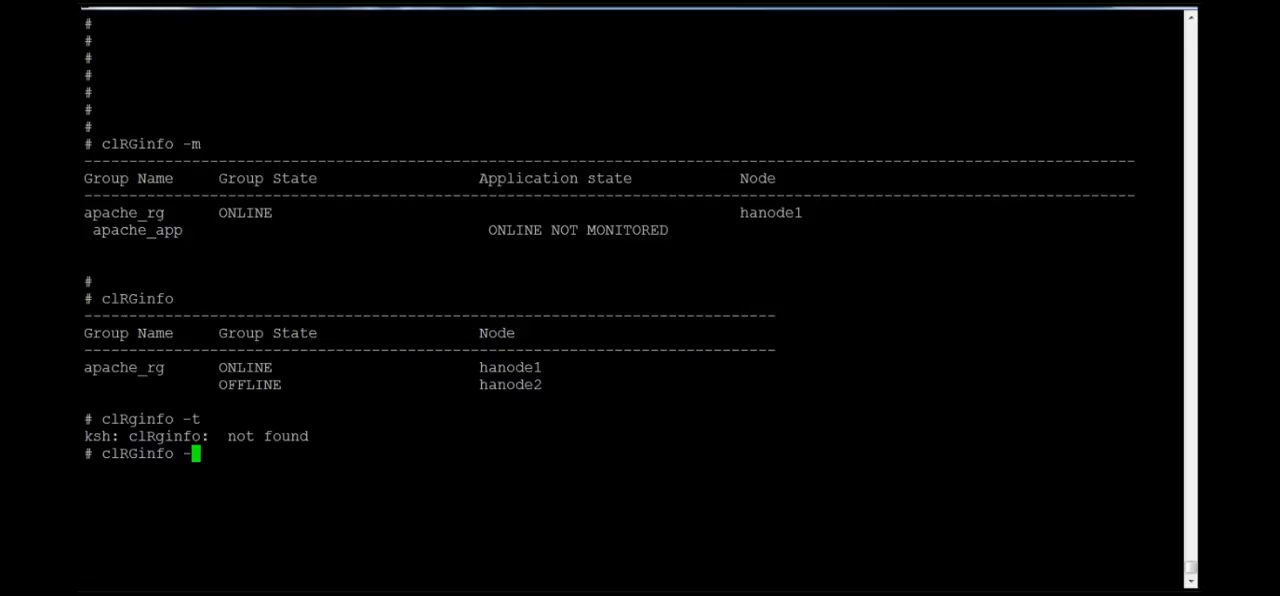 #
#
#
#
#
#
#
# clRGinfo -m
-----------------------------------------------------------------------------------------------------------------------
Group Name     Group State                  Application state            Node
-----------------------------------------------------------------------------------------------------------------------
apache_rg      ONLINE                                                    hanode1
 apache_app                                  ONLINE NOT MONITORED
#
# clRGinfo
-----------------------------------------------------------------------------
Group Name     Group State                  Node
-----------------------------------------------------------------------------
apache_rg      ONLINE                       hanode1
               OFFLINE                      hanode2
# clRginfo -t
ksh: clRginfo:  not found
# clRGinfo -